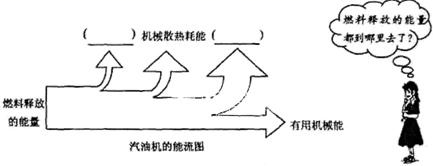 (______) 机械散热耗能 (______)
燃料释放的能量
都到哪里去了？
燃料释放
的能量
有用机械能
汽油机的能流图